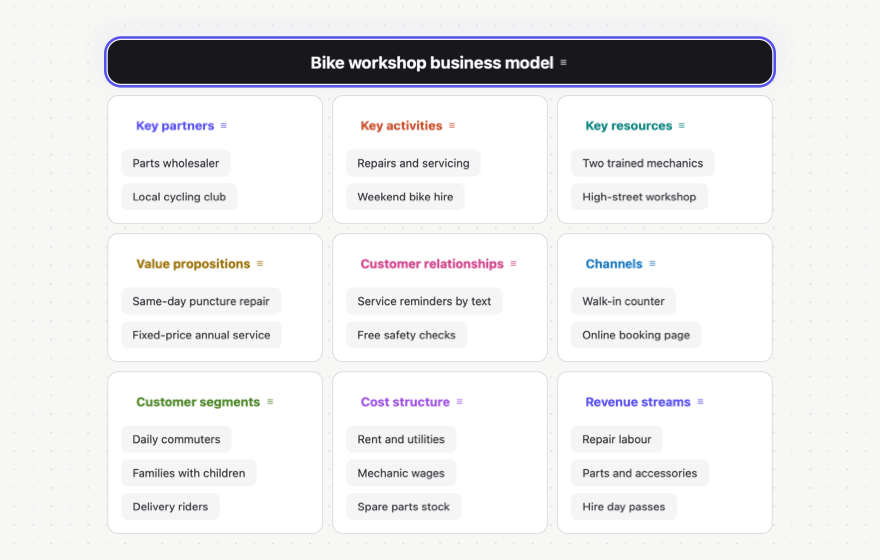 Bike workshop business model
Key partners
Parts wholesaler
Local cycling club
Key activities
Repairs and servicing
Weekend bike hire
Key resources
Two trained mechanics
High-street workshop
Value propositions
Same-day puncture repair
Fixed-price annual service
Customer relationships
Service reminders by text
Free safety checks
Channels
Walk-in counter
Online booking page
Customer segments
Daily commuters
Families with children
Delivery riders
Cost structure
Rent and utilities
Mechanic wages
Spare parts stock
Revenue streams
Repair labour
Parts and accessories
Hire day passes